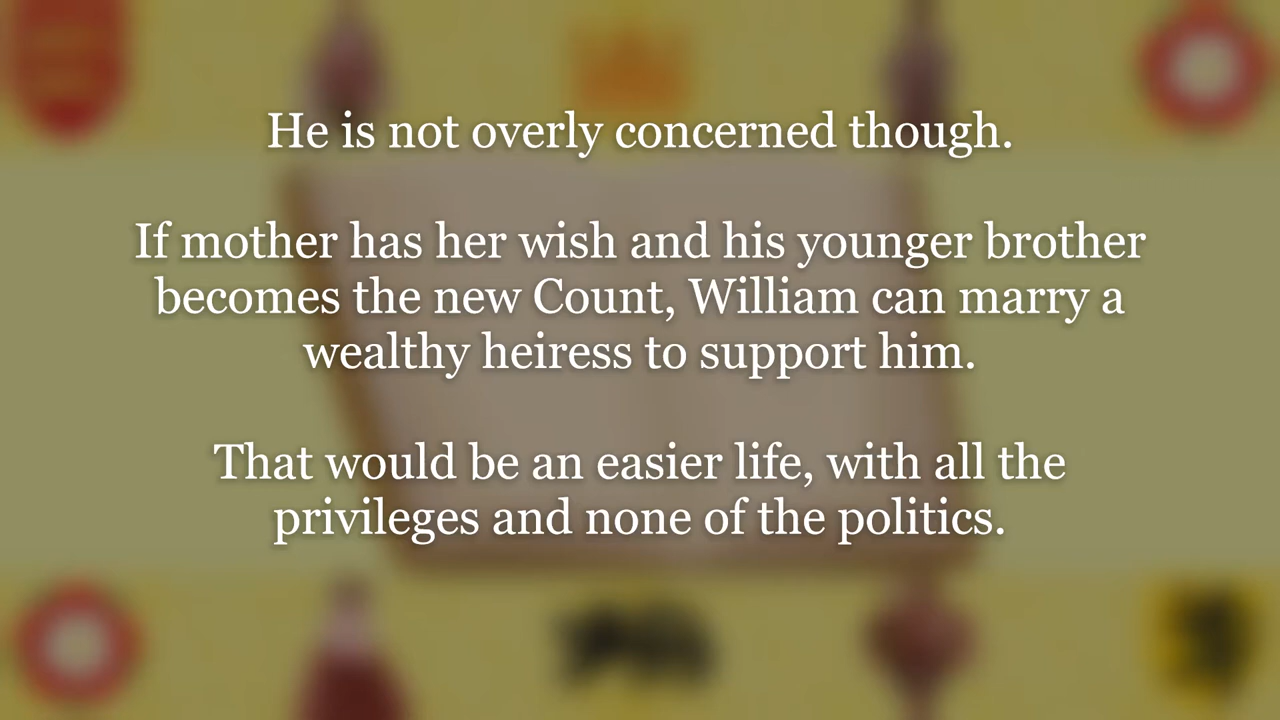 He is not overly concerned though.
If mother has her wish and his younger brother
becomes the new Count, William can marry a
wealthy heiress to support him.
That would be an easier life, with all the
privileges and none of the politics.